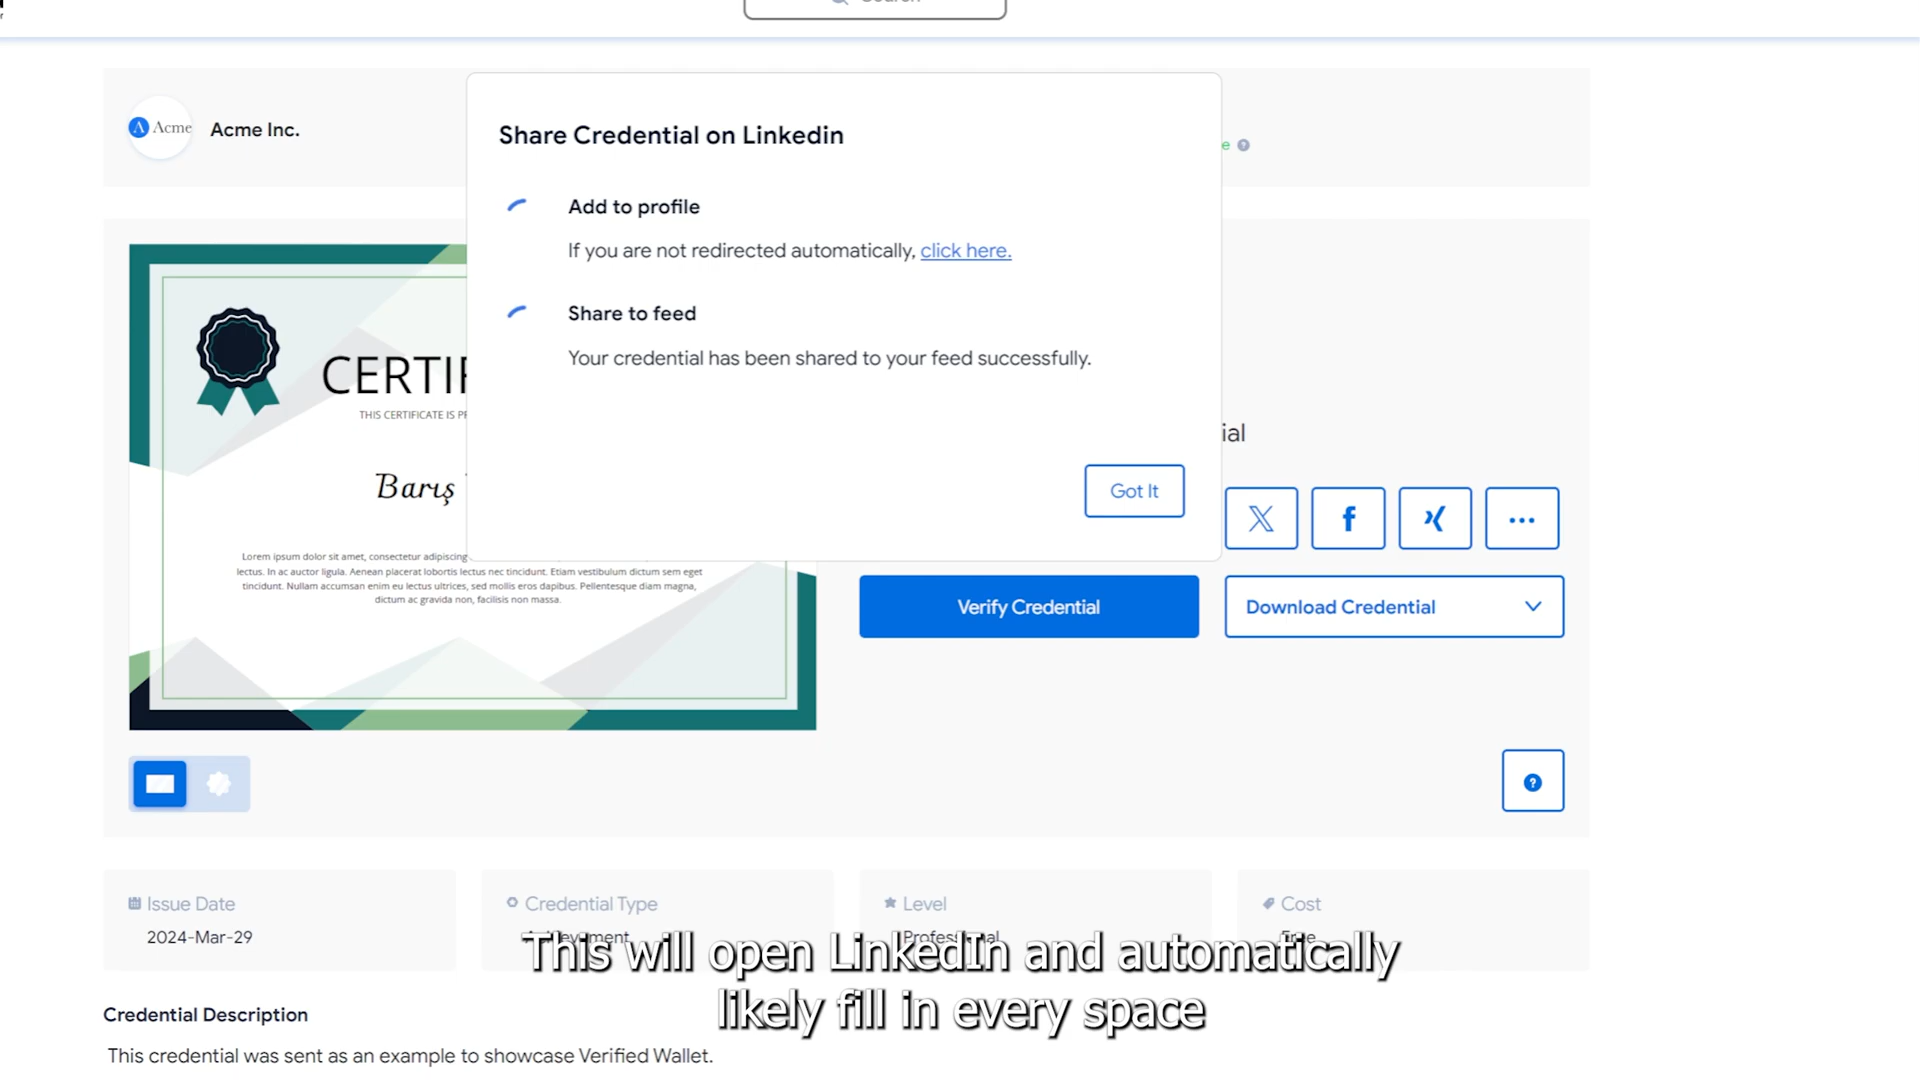 Acme
Acme Inc.
Share Credential on Linkedin
Add to profile
If you are not redirected automatically, click here.
Share to feed
Your credential has been shared to your feed successfully.
Got It
e
ial
CERTIF
THIS CERTIFICATE IS PR
Barış
Lorem ipsum dolor sit amet, consectetur adipiscing
lectus. In ac auctor ligula. Aenean placerat lobortis lectus nec tincidunt. Etiam vestibulum dictum sem eget
tincidunt. Nullam accumsan enim eu lectus ultrices, sed mollis eros dapibus. Pellentesque diam magna,
dictum ac gravida non, facilisis non massa.
Verify Credential
Download Credential
Issue Date
2024-Mar-29
Credential Type
Achievement
Level
Professional
Cost
Free
This will open LinkedIn and automatically
likely fill in every space
Credential Description
This credential was sent as an example to showcase Verified Wallet.